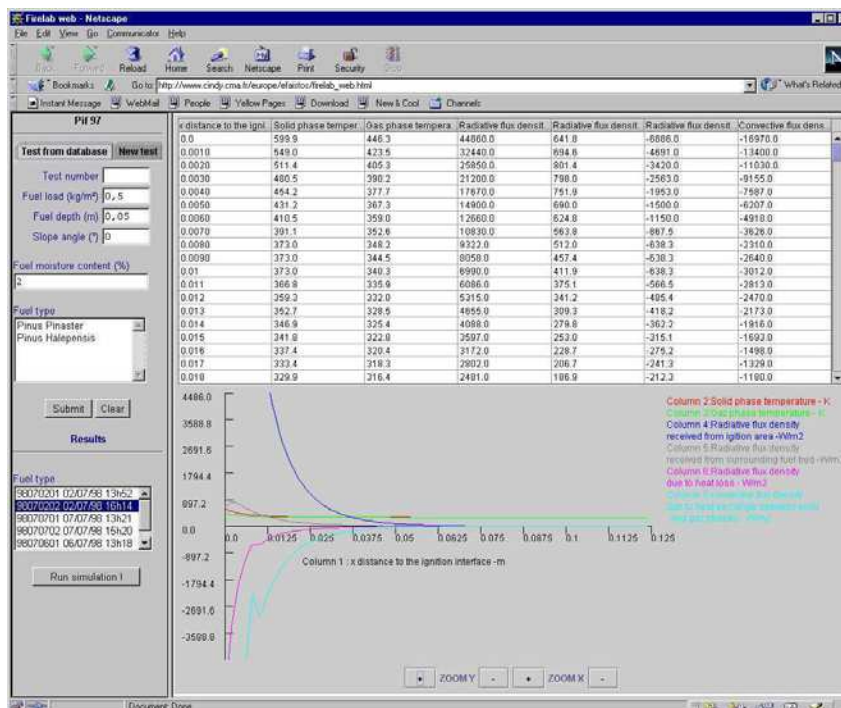 Firelab web - Netscape
File Edit View Go Communicator Help
Back Forward Reload Home Search Netscape Print Security Stop
Bookmarks Go to: http://www.cindy.cma.fr/europe/efaistos/firelab_web.html What's Related
Instant Message WebMail People Yellow Pages Download New & Cool Channels
Pif 97
Test from database New test
Test number
Fuel load (kg/m²) 0,5
Fuel depth (m) 0,05
Slope angle (°) 0
Fuel moisture content (%)
2
Fuel type
Pinus Pinaster
Pinus Halepensis
Submit Clear
Results
Fuel type
98070201 02/07/98 13h52
98070202 02/07/98 16h14
98070701 07/07/98 13h21
98070702 07/07/98 15h20
98070601 06/07/98 13h18
Run simulation !
x distance to the igni.. Solid phase temper.. Gas phase tempera.. Radiative flux densit.. Radiative flux densit.. Radiative flux densit.. Convective flux dens..
0.0 599.9 446.3 44860.0 641.8 -6886.0 -16970.0
0.0010 549.0 423.5 32440.0 694.6 -4691.0 -13400.0
0.0020 511.4 405.3 25850.0 801.4 -3420.0 -11030.0
0.0030 480.5 390.2 21200.0 798.0 -2563.0 -9155.0
0.0040 454.2 377.7 17670.0 751.9 -1953.0 -7587.0
0.0050 431.2 367.3 14900.0 690.0 -1500.0 -6207.0
0.0060 410.5 359.0 12660.0 624.8 -1150.0 -4918.0
0.0070 391.1 352.6 10830.0 563.8 -867.5 -3626.0
0.0080 373.0 348.2 9322.0 512.0 -638.3 -2310.0
0.0090 373.0 344.5 8058.0 457.4 -638.3 -2640.0
0.01 373.0 340.3 6990.0 411.9 -638.3 -3012.0
0.011 366.8 335.9 6086.0 375.1 -566.5 -2813.0
0.012 359.3 332.0 5315.0 341.2 -485.4 -2470.0
0.013 352.7 328.5 4655.0 309.3 -418.2 -2173.0
0.014 346.9 325.4 4088.0 279.8 -362.2 -1916.0
0.015 341.8 322.8 3597.0 253.0 -315.1 -1693.0
0.016 337.4 320.4 3172.0 228.7 -275.2 -1498.0
0.017 333.4 318.3 2802.0 206.7 -241.3 -1329.0
0.018 329.9 316.4 2481.0 186.9 -212.3 -1180.0
4486.0
3588.8
2691.6
1794.4
897.2
0.0
-897.2
-1794.4
-2691.6
-3588.8
0.0 0.0125 0.025 0.0375 0.05 0.0625 0.075 0.0875 0.1 0.1125 0.125
Column 1 : x distance to the ignition interface -m
Column 2:Solid phase temperature - K
Column 3:Gas phase temperature - K
Column 4:Radiative flux density
received from igition area -W/m2
Column 5:Radiative flux density
received from surrounding fuel bed -W/m2
Column 6:Radiative flux density
due to heat loss - W/m2
+ ZOOM Y - + ZOOM X -
Document: Done